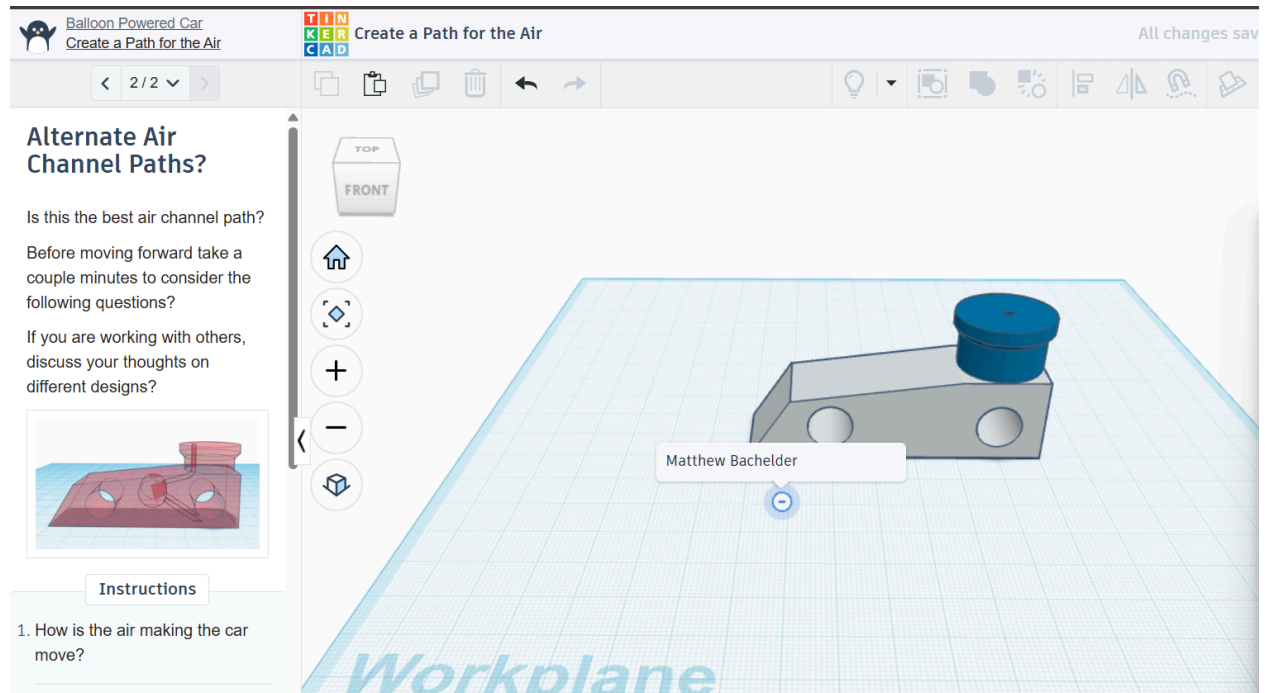 Balloon Powered Car
Create a Path for the Air
TIN
KER
CAD
Create a Path for the Air
All changes sav
2 / 2
Alternate Air
Channel Paths?
Is this the best air channel path?
Before moving forward take a
couple minutes to consider the
following questions?
If you are working with others,
discuss your thoughts on
different designs?
Instructions
1. How is the air making the car
move?
TOP
FRONT
Matthew Bachelder
Workplane